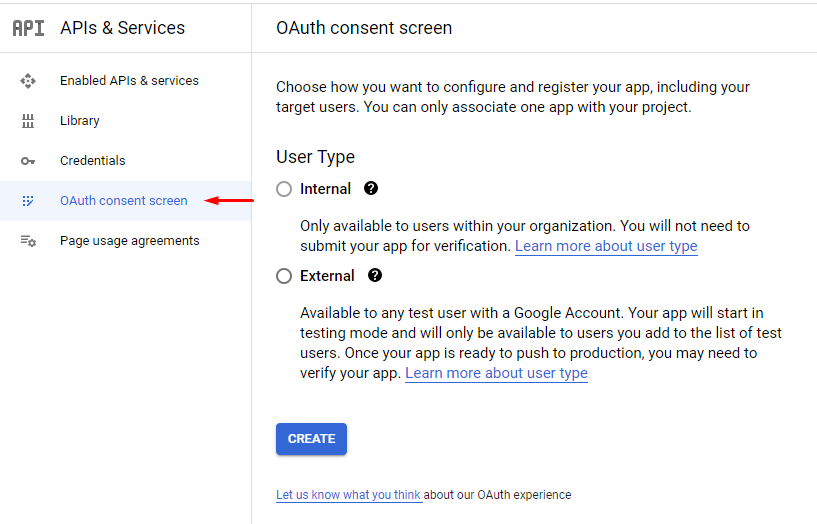 API APIs & Services
Enabled APIs & services
Library
Credentials
OAuth consent screen
Page usage agreements
OAuth consent screen
Choose how you want to configure and register your app, including your
target users. You can only associate one app with your project.
User Type
Internal ?
Only available to users within your organization. You will not need to
submit your app for verification. Learn more about user type
External ?
Available to any test user with a Google Account. Your app will start in
testing mode and will only be available to users you add to the list of test
users. Once your app is ready to push to production, you may need to
verify your app. Learn more about user type
CREATE
Let us know what you think about our OAuth experience